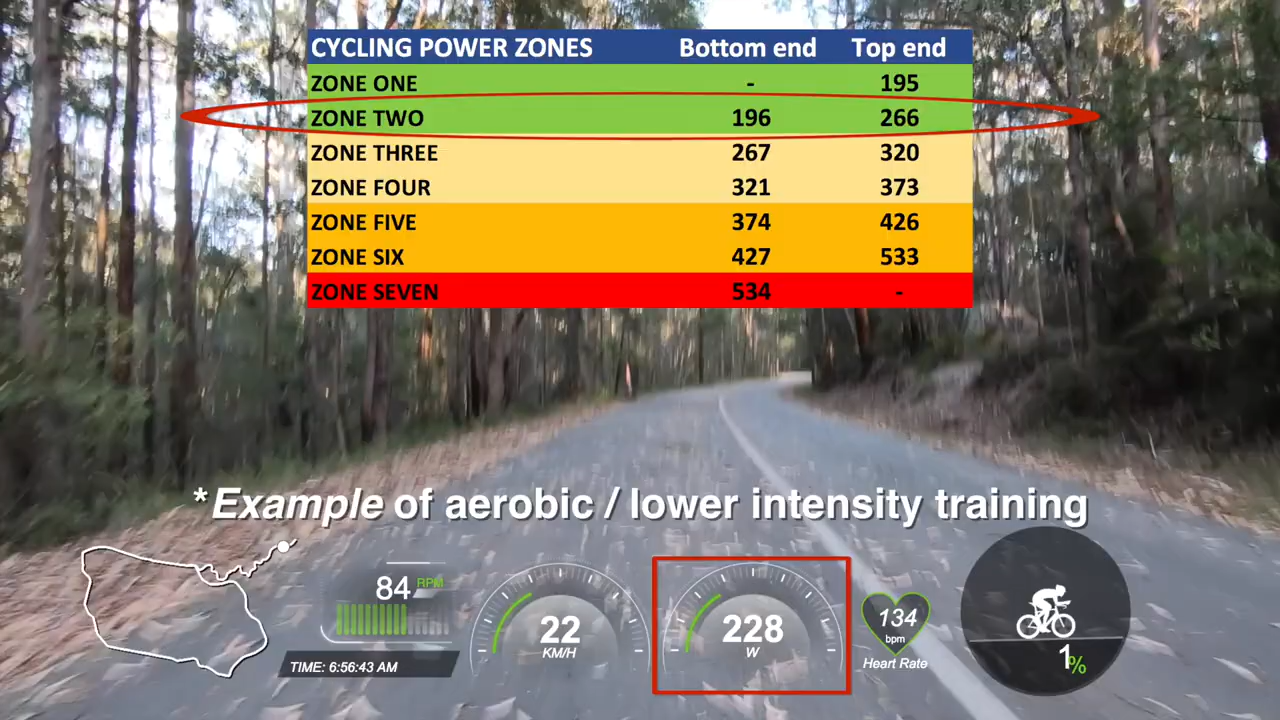 CYCLING POWER ZONES Bottom end Top end
ZONE ONE - 195
ZONE TWO 196 266
ZONE THREE 267 320
ZONE FOUR 321 373
ZONE FIVE 374 426
ZONE SIX 427 533
ZONE SEVEN 534 -
*Example of aerobic / lower intensity training
84 RPM
TIME: 6:56:43 AM
22
KM/H
228
W
134
bpm
Heart Rate
1%